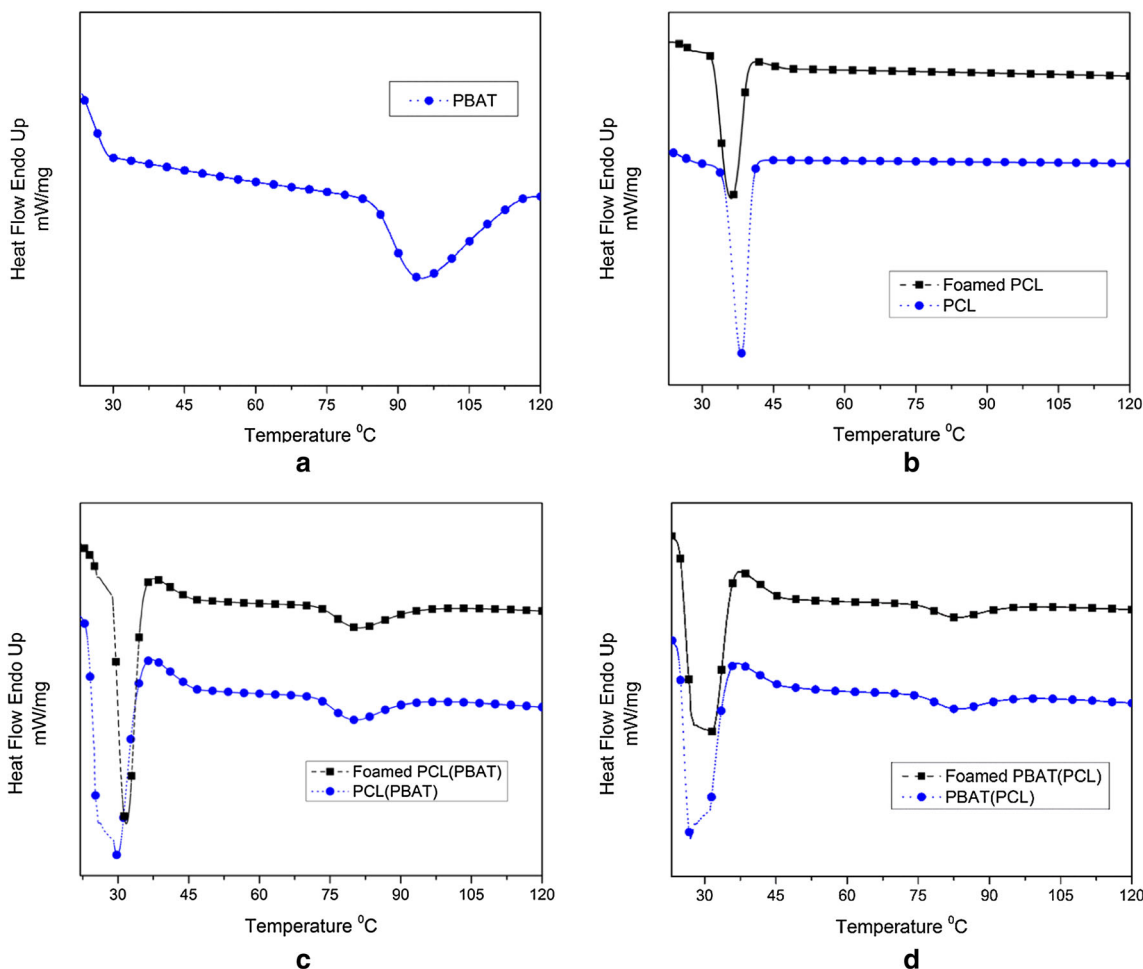 PBAT
Heat Flow Endo Up
mW/mg
30 45 60 75 90 105 120
Temperature ⁰C
a
Foamed PCL
PCL
Heat Flow Endo Up
mW/mg
30 45 60 75 90 105 120
Temperature ⁰C
b
Foamed PCL(PBAT)
PCL(PBAT)
Heat Flow Endo Up
mW/mg
30 45 60 75 90 105 120
Temperature ⁰C
c
Foamed PBAT(PCL)
PBAT(PCL)
Heat Flow Endo Up
mW/mg
30 45 60 75 90 105 120
Temperature ⁰C
d